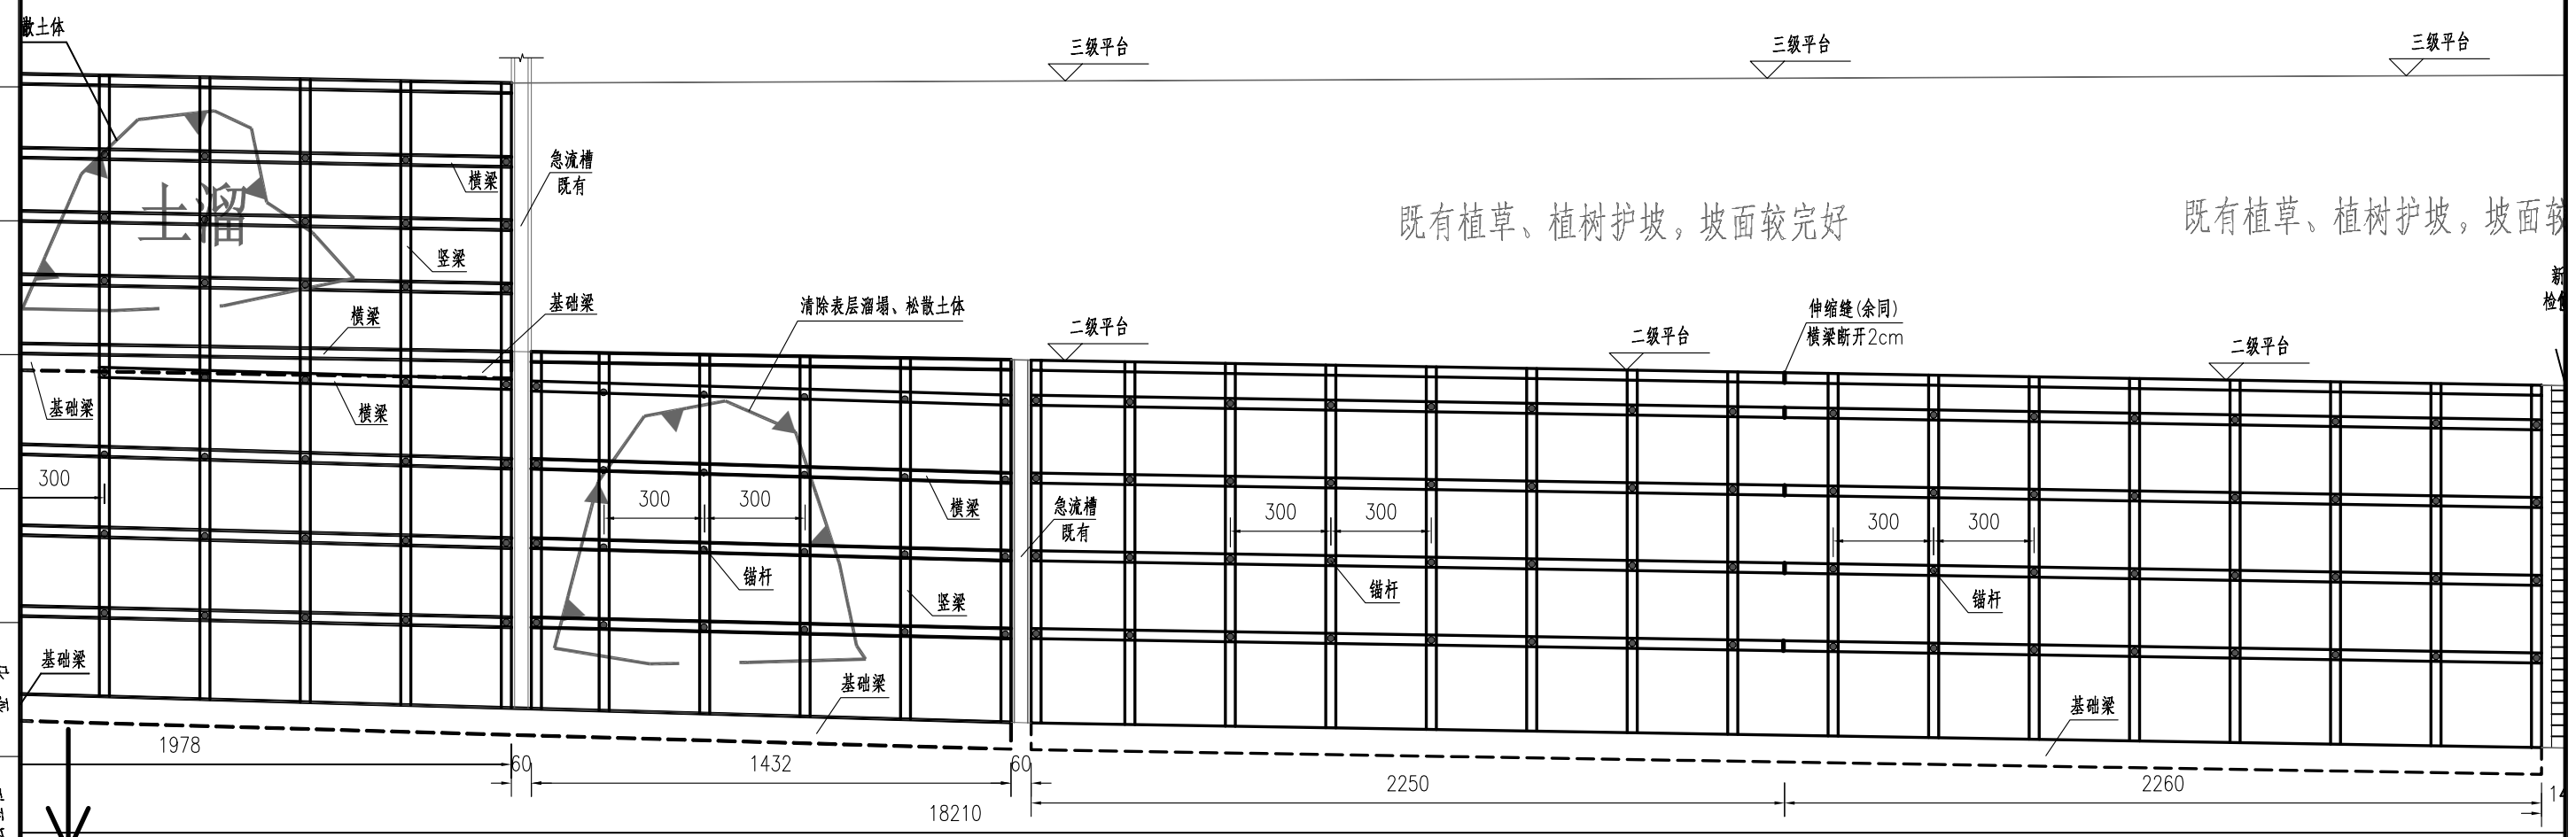 散土体
三级平台
三级平台
三级平台
横梁
急流槽
既有
土溜
竖梁
既有植草、植树护坡，坡面较完好
既有植草、植树护坡，坡面较
新
检
基础梁
横梁
清除表层溜塌、松散土体
二级平台
二级平台
伸缩缝(余同)
横梁断开2cm
二级平台
基础梁
横梁
300
300
300
横梁
急流槽
既有
300
300
300
300
锚杆
竖梁
锚杆
锚杆
基础梁
基础梁
基础梁
1978
60
1432
60
2250
2260
14
18210